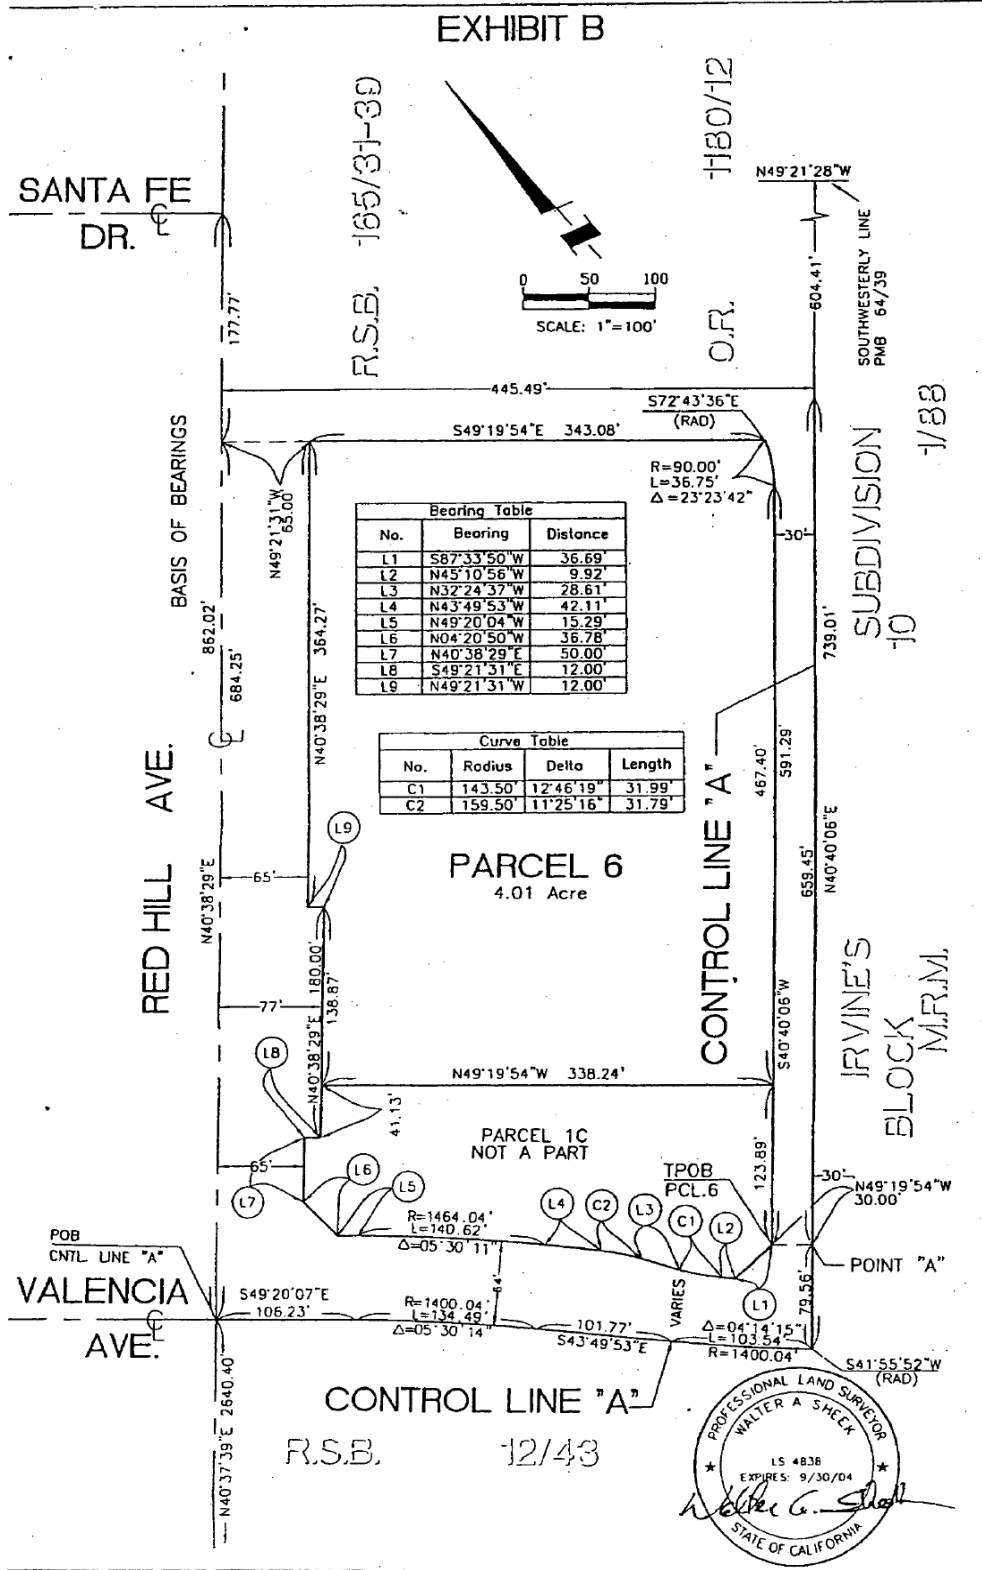 EXHIBIT B
SANTA FE
DR.
R.S.B. 165/31-39
O.R. 1180/12
N49°21'28"W
SOUTHWESTERLY LINE
PMB 64/39
604.41'
177.77'
0 50 100
SCALE: 1"=100'
445.49'
S72°43'36"E
(RAD)
S49°19'54"E 343.08'
R=90.00'
L=36.75'
Δ=23°23'42"
BASIS OF BEARINGS
N49°21'31"W
65.00'
30'
SUBDIVISION
10
1/88
Bearing Table
No. Bearing Distance
L1 S87°33'50"W 36.69'
L2 N45°10'56"W 9.92'
L3 N32°24'37"W 28.61'
L4 N43°49'53"W 42.11'
L5 N49°20'04"W 15.29'
L6 N04°20'50"W 36.78'
L7 N40°38'29"E 50.00'
L8 S49°21'31"E 12.00'
L9 N49°21'31"W 12.00'
862.02'
684.25'
N40°38'29"E 364.27'
739.01'
Curve Table
No. Radius Delta Length
C1 143.50' 12°46'19" 31.99'
C2 159.50' 11°25'16" 31.79'
467.40'
591.29'
CONTROL LINE "A"
RED HILL AVE.
L9
PARCEL 6
4.01 Acre
65'
N40°38'29"E
659.45'
N40°40'06"E
180.00'
138.87'
N40°38'29"E
77'
S40°40'06"W
IRVINE'S
BLOCK
M.R.M.
L8
N49°19'54"W 338.24'
41.13'
PARCEL 1C
NOT A PART
65'
L7
L6
L5
TPOB
PCL.6
123.89'
30'
N49°19'54"W
30.00'
R=1464.04'
L=140.62'
Δ=05°30'11"
L4
C2
L3
C1
L2
L1
POINT "A"
POB
CNTL. LINE "A"
VALENCIA
AVE.
S49°20'07"E
106.23'
R=1400.04'
L=134.49'
Δ=05°30'14"
64'
VARIES
101.77'
S43°49'53"E
79.56'
Δ=04°14'15"
L=103.54'
R=1400.04'
S41°55'52"W
(RAD)
CONTROL LINE "A"
R.S.B. 12/43
N40°37'39"E 2640.40'
PROFESSIONAL LAND SURVEYOR
WALTER A SHEEK
LS 4838
EXPIRES: 9/30/04
STATE OF CALIFORNIA
Walter A. Sheek